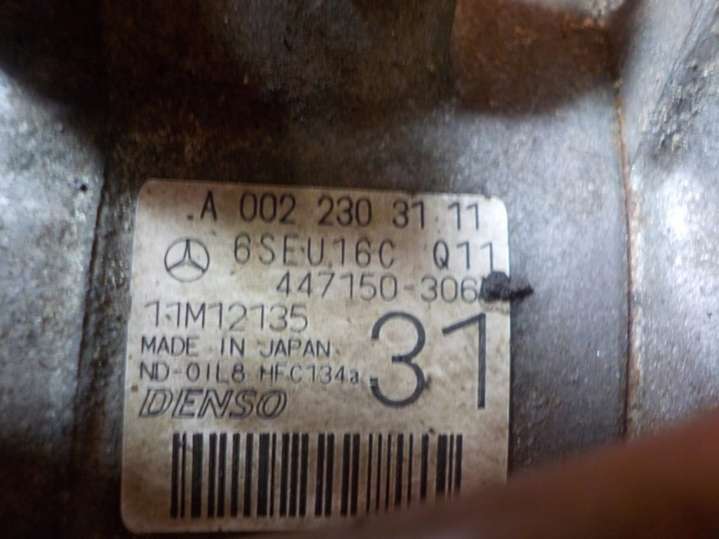 A 002 230 31 11
6SEU16C Q11
447150-306
11M12135
31
MADE IN JAPAN
ND-OIL8 HFC134a
DENSO